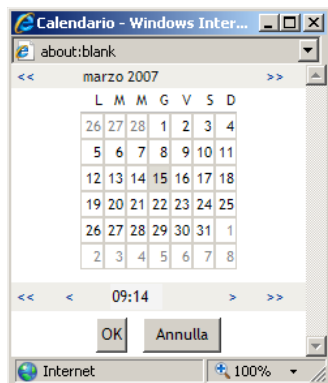 Calendario - Windows Inter...
about:blank
<< marzo 2007 >>
L M M G V S D
26 27 28 1 2 3 4
5 6 7 8 9 10 11
12 13 14 15 16 17 18
19 20 21 22 23 24 25
26 27 28 29 30 31 1
2 3 4 5 6 7 8
<< < 09:14 > >>
OK Annulla
Internet 100%